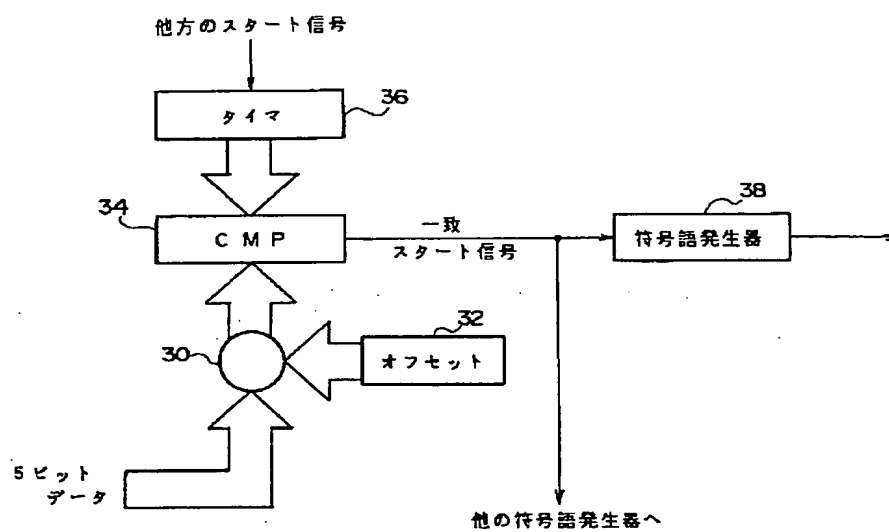 他方のスタート信号
36
タイマ
34
CMP
一致
スタート信号
38
符号語発生器
30
32
オフセット
5ビット
データ
他の符号語発生器へ